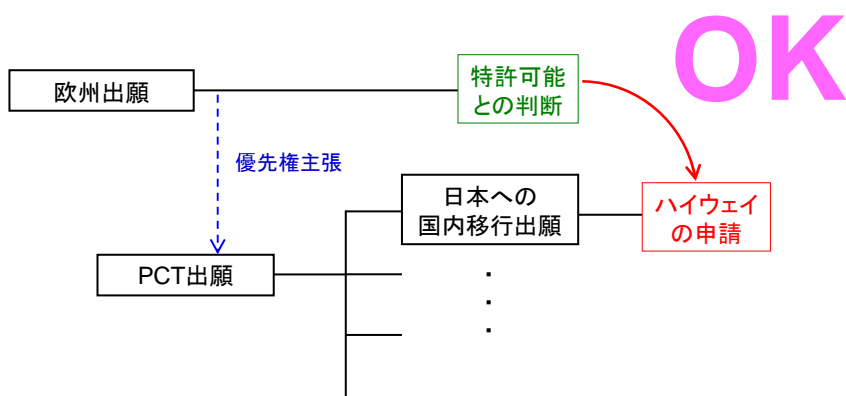 OK
欧州出願
特許可能
との判断
優先権主張
日本への
国内移行出願
ハイウェイ
の申請
PCT出願